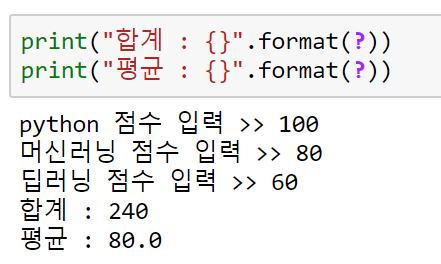 print("합계 : {}".format(?))
print("평균 : {}".format(?))
python 점수 입력 >> 100
머신러닝 점수 입력 >> 80
딥러닝 점수 입력 >> 60
합계 : 240
평균 : 80.0